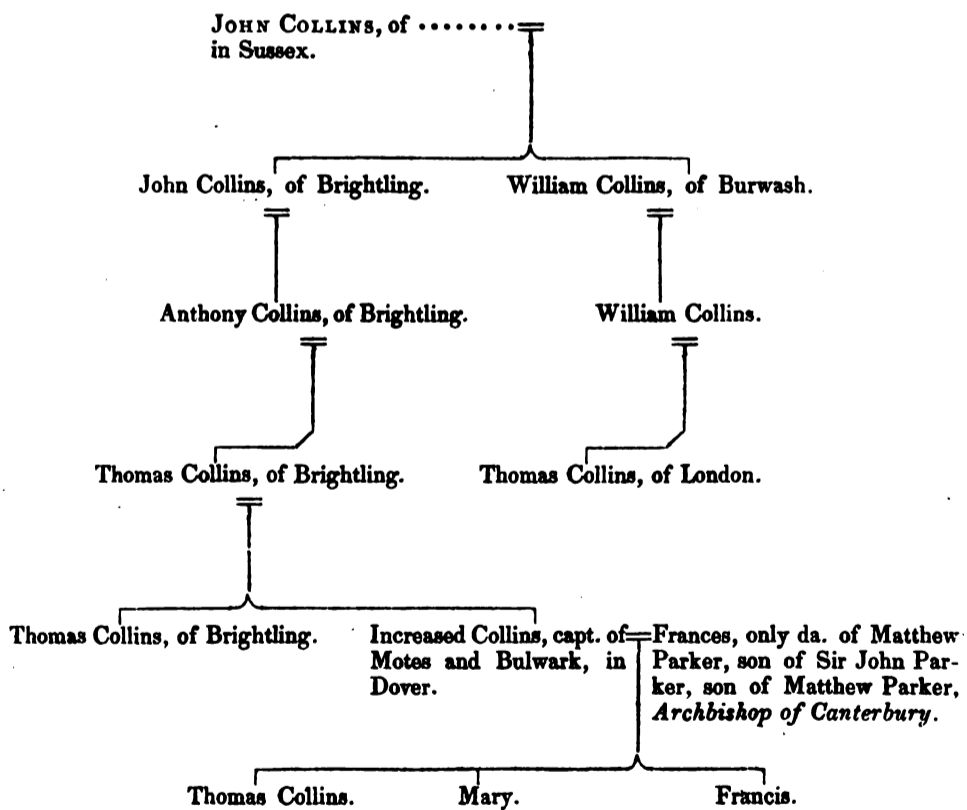 JOHN COLLINS, of ········
in Sussex.
John Collins, of Brightling.
William Collins, of Burwash.
Anthony Collins, of Brightling.
William Collins.
Thomas Collins, of Brightling.
Thomas Collins, of London.
Thomas Collins, of Brightling.
Increased Collins, capt. of
Motes and Bulwark, in
Dover.
Frances, only da. of Matthew
Parker, son of Sir John Par-
ker, son of Matthew Parker,
Archbishop of Canterbury.
Thomas Collins.
Mary.
Francis.